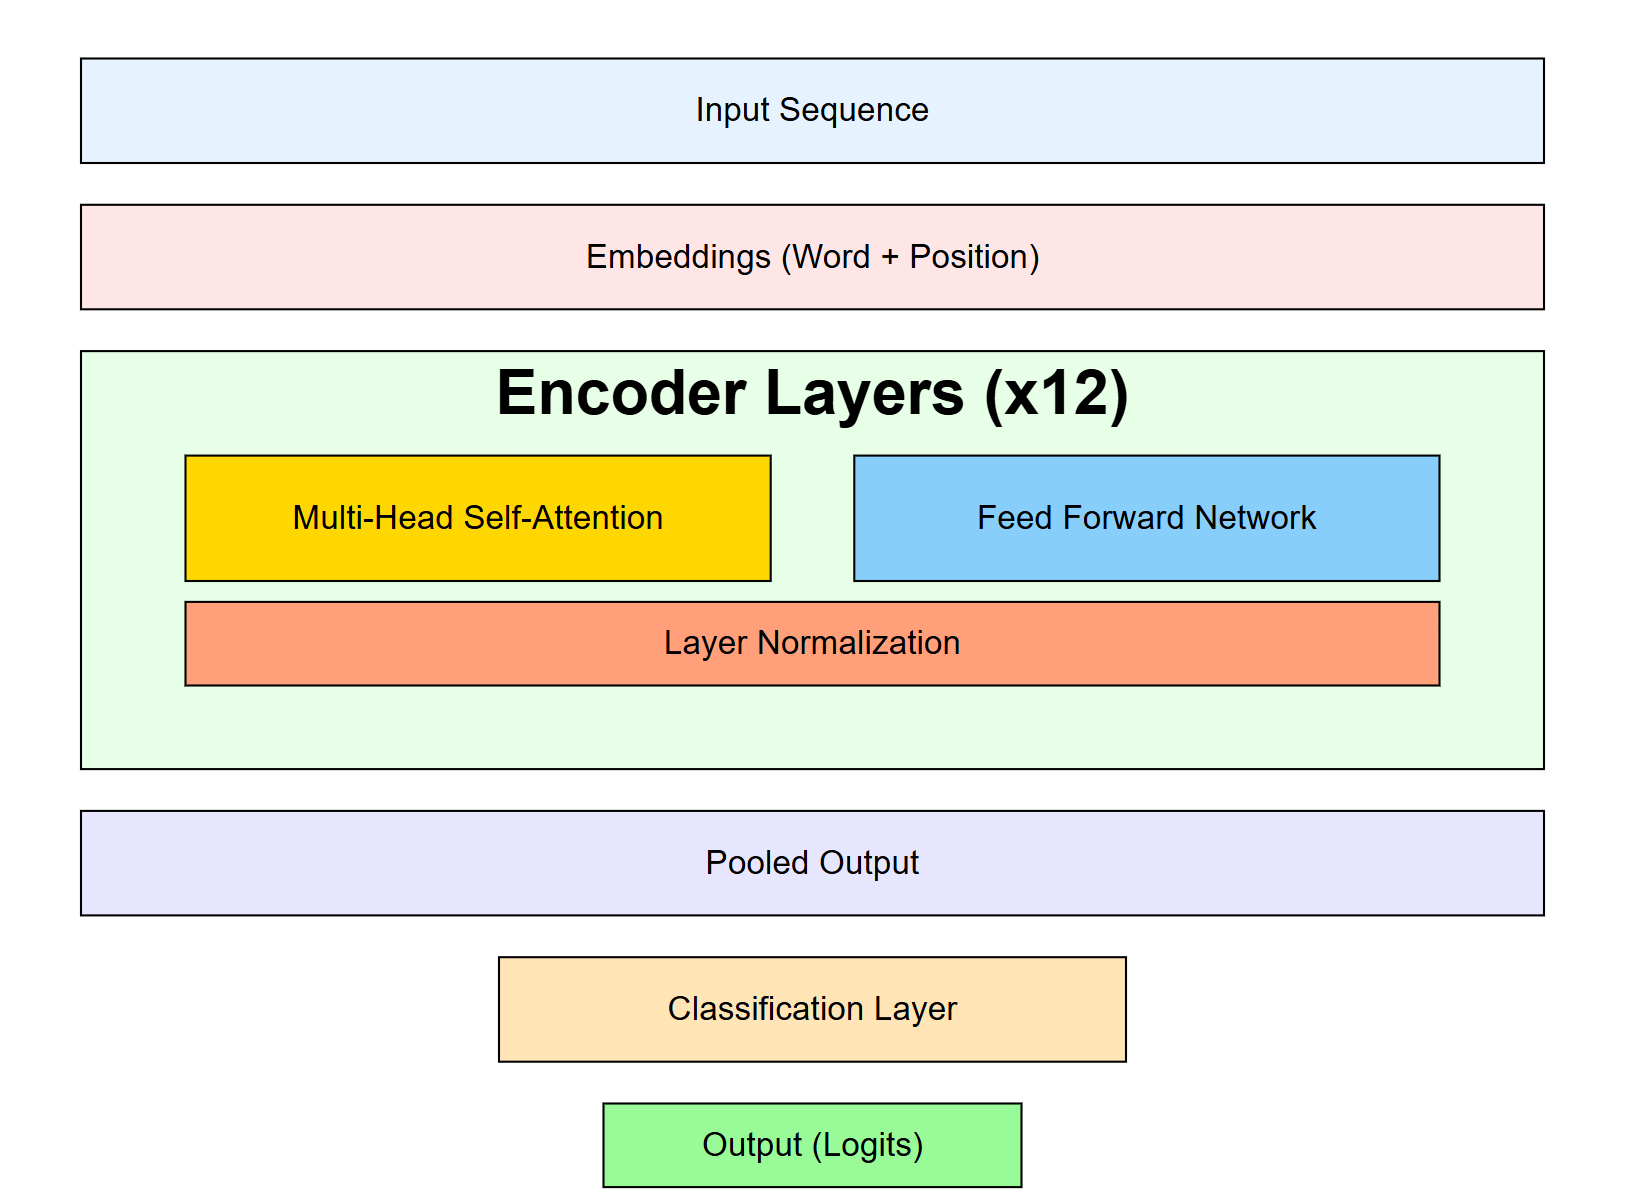 Input Sequence
Embeddings (Word + Position)
Encoder Layers (x12)
Multi-Head Self-Attention
Feed Forward Network
Layer Normalization
Pooled Output
Classification Layer
Output (Logits)